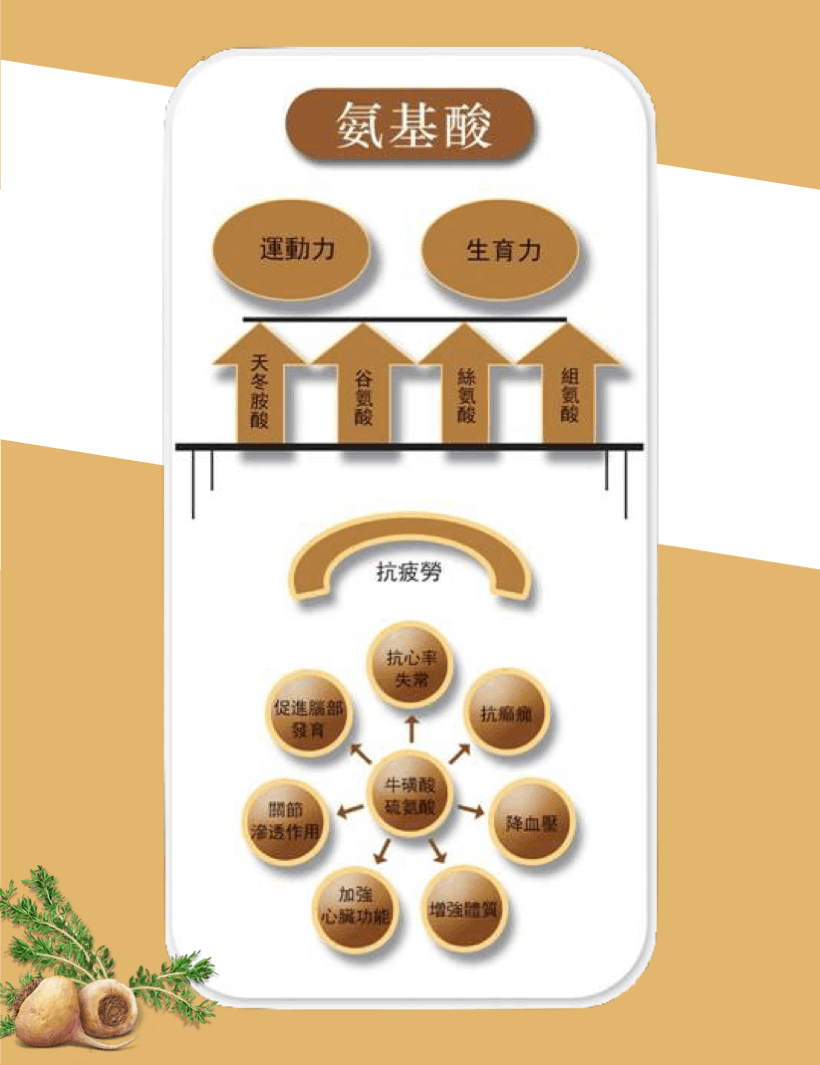 氨基酸
運動力
生育力
天冬胺酸
谷氨酸
絲氨酸
組氨酸
抗疲勞
抗心率
失常
促進腦部
發育
抗癲癇
牛磺酸
硫氨酸
關節
滲透作用
降血壓
加強
心臟功能
增強體質